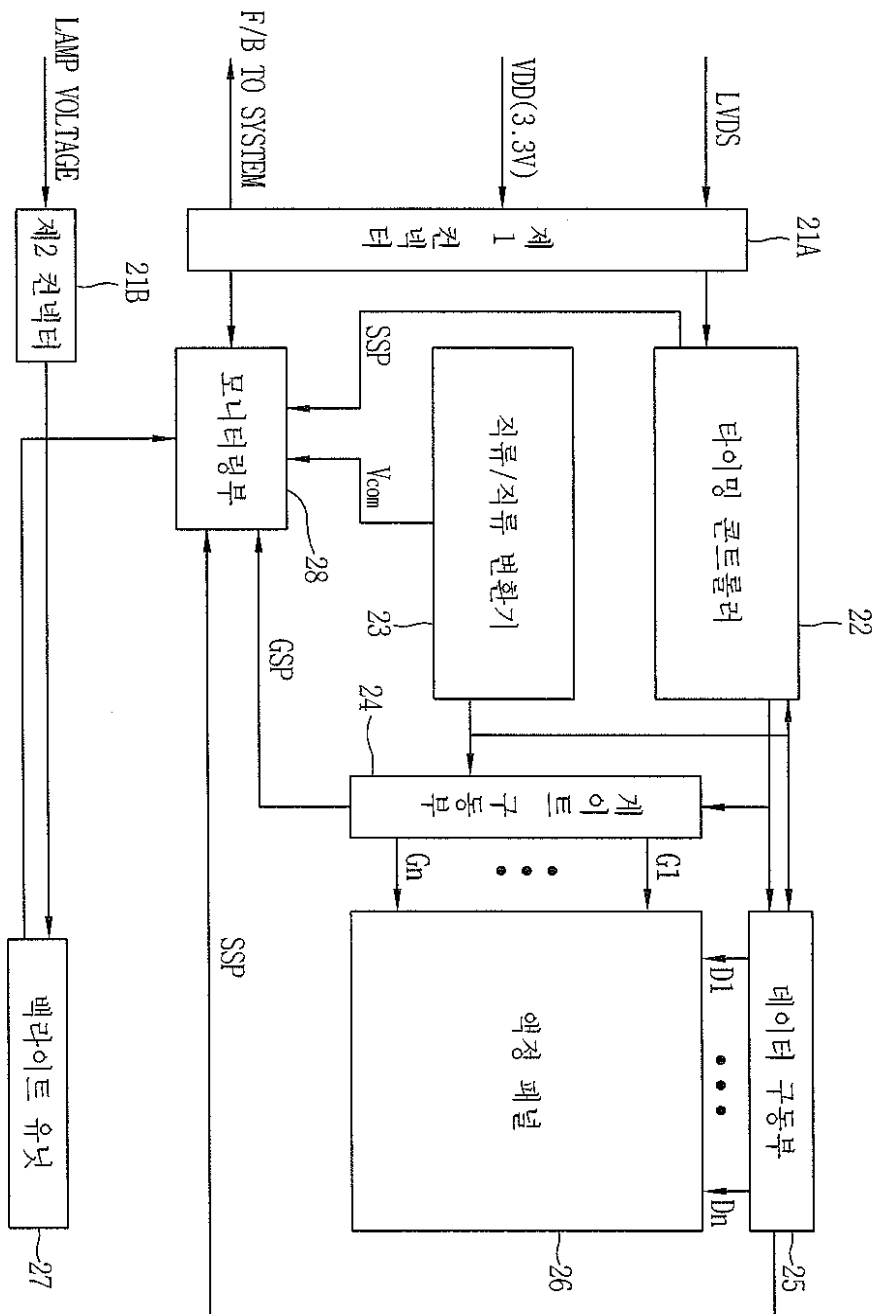 LVDS
VDD(3.3V)
F/B TO SYSTEM
LAMP VOLTAGE
21A
제 1 컨넥터
21B
제2 컨넥터
22
타이밍 콘트롤러
23
직류/직류 변환기
SSP
Vcom
모니터링부
28
GSP
24
게이트 구동부
G1
Gn
D1
Dn
데이터 구동부
25
액정 패널
26
SSP
백라이트 유닛
27